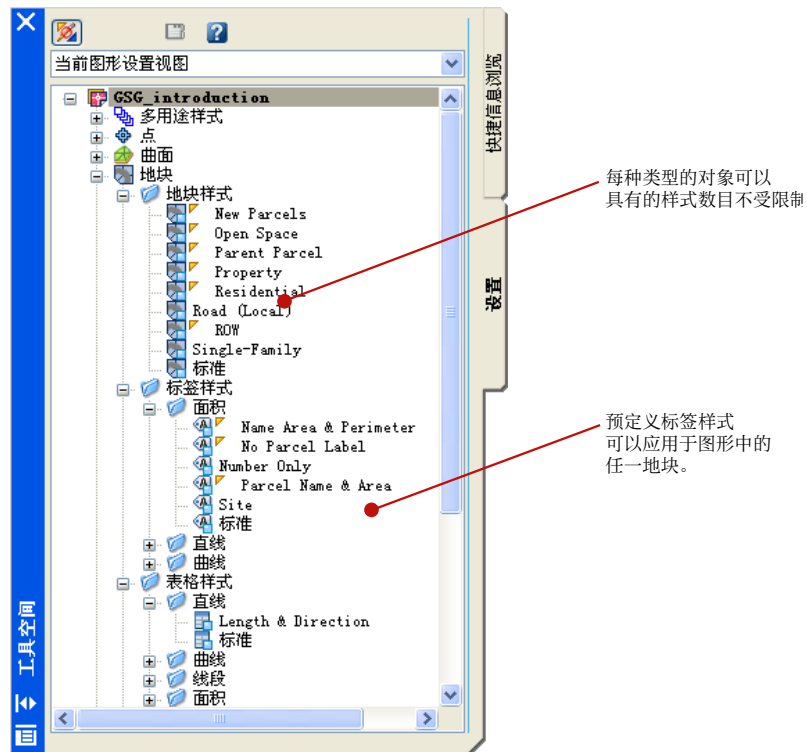 当前图形设置视图
GSG_introduction
多用途样式
点
曲面
地块
地块样式
New Parcels
Open Space
Parent Parcel
Property
Residential
Road (Local)
ROW
Single-Family
标准
标签样式
面积
Name Area & Perimeter
No Parcel Label
Number Only
Parcel Name & Area
Site
标准
直线
曲线
表格样式
直线
Length & Direction
标准
曲线
线段
面积
工具空间
快捷信息浏览
设置
每种类型的对象可以
具有的样式数目不受限制
预定义标签样式
可以应用于图形中的
任一地块。